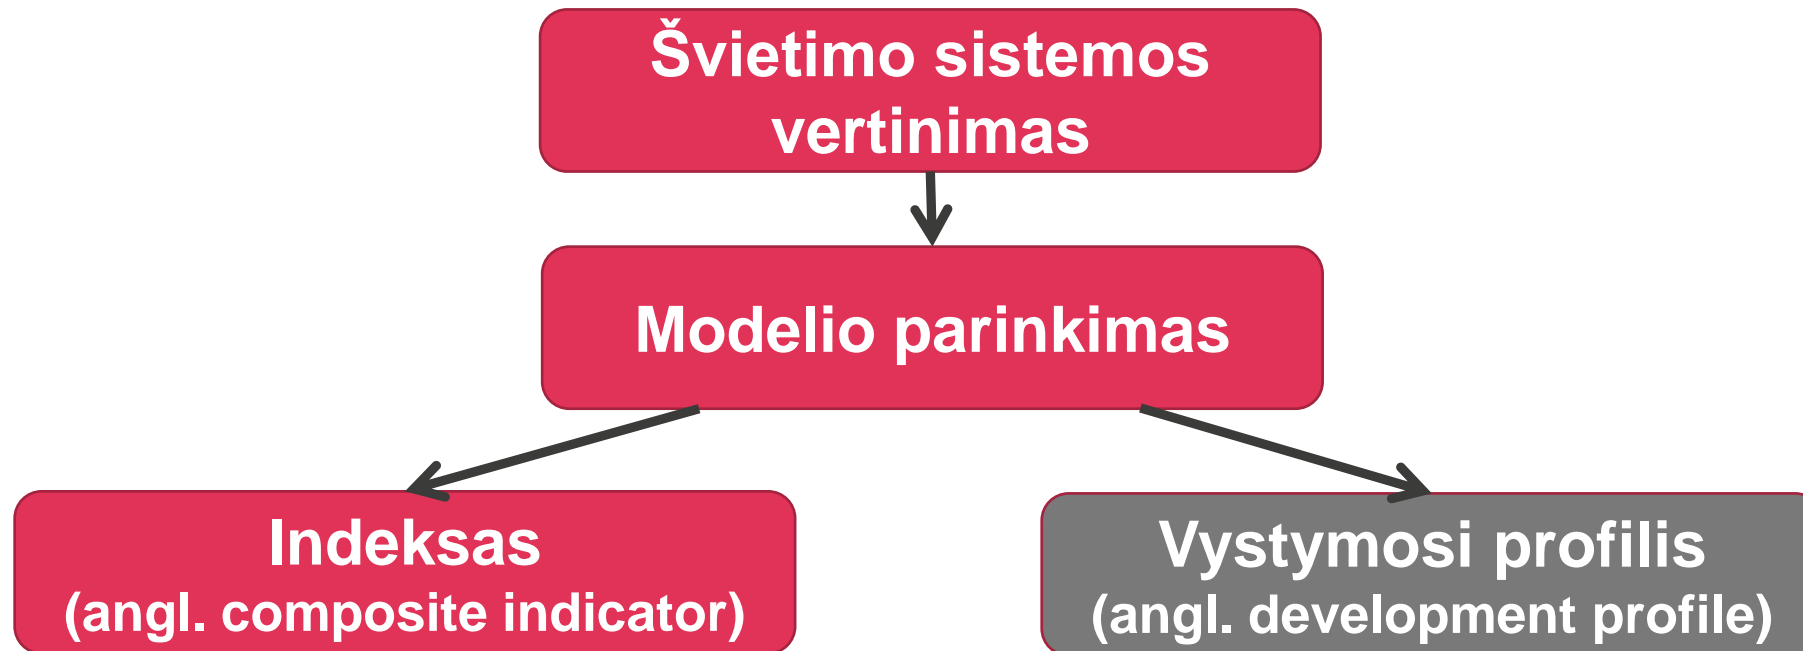 Švietimo sistemos
vertinimas
Modelio parinkimas
Indeksas
(angl. composite indicator)
Vystymosi profilis
(angl. development profile)